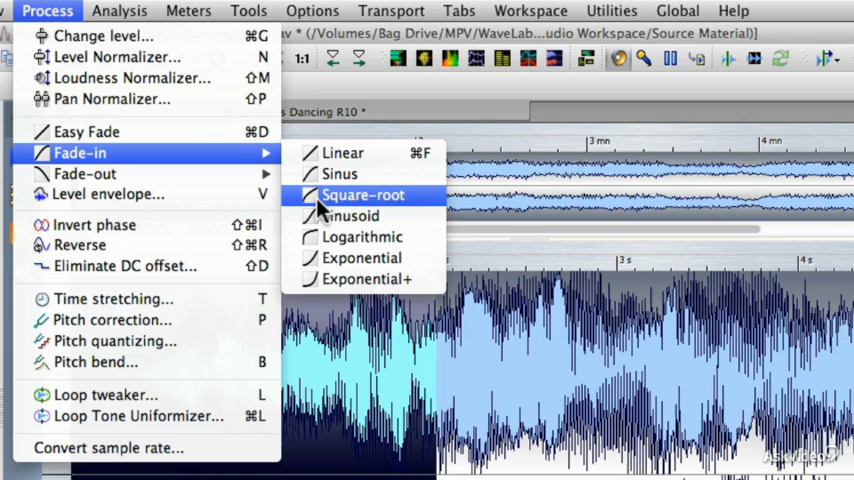 Process Analysis Meters Tools Options Transport Tabs Workspace Utilities Global Help
(/Volumes/Bag Drive/MPV/WaveLab...udio Workspace/Source Material)]
1:1
s Dancing R10 *
Change level... ⌘G
Level Normalizer... N
Loudness Normalizer... ⇧M
Pan Normalizer... ⇧P
Easy Fade ⌘D
Fade-in
Fade-out
Level envelope... V
Invert phase ⇧⌘I
Reverse ⇧⌘R
Eliminate DC offset... ⇧D
Time stretching... T
Pitch correction... P
Pitch quantizing...
Pitch bend... B
Loop tweaker... L
Loop Tone Uniformizer... ⌘L
Convert sample rate...
Linear ⌘F
Sinus
Square-root
Sinusoid
Logarithmic
Exponential
Exponential+
3 mn 4 mn
3 s 4 s
AskVideo